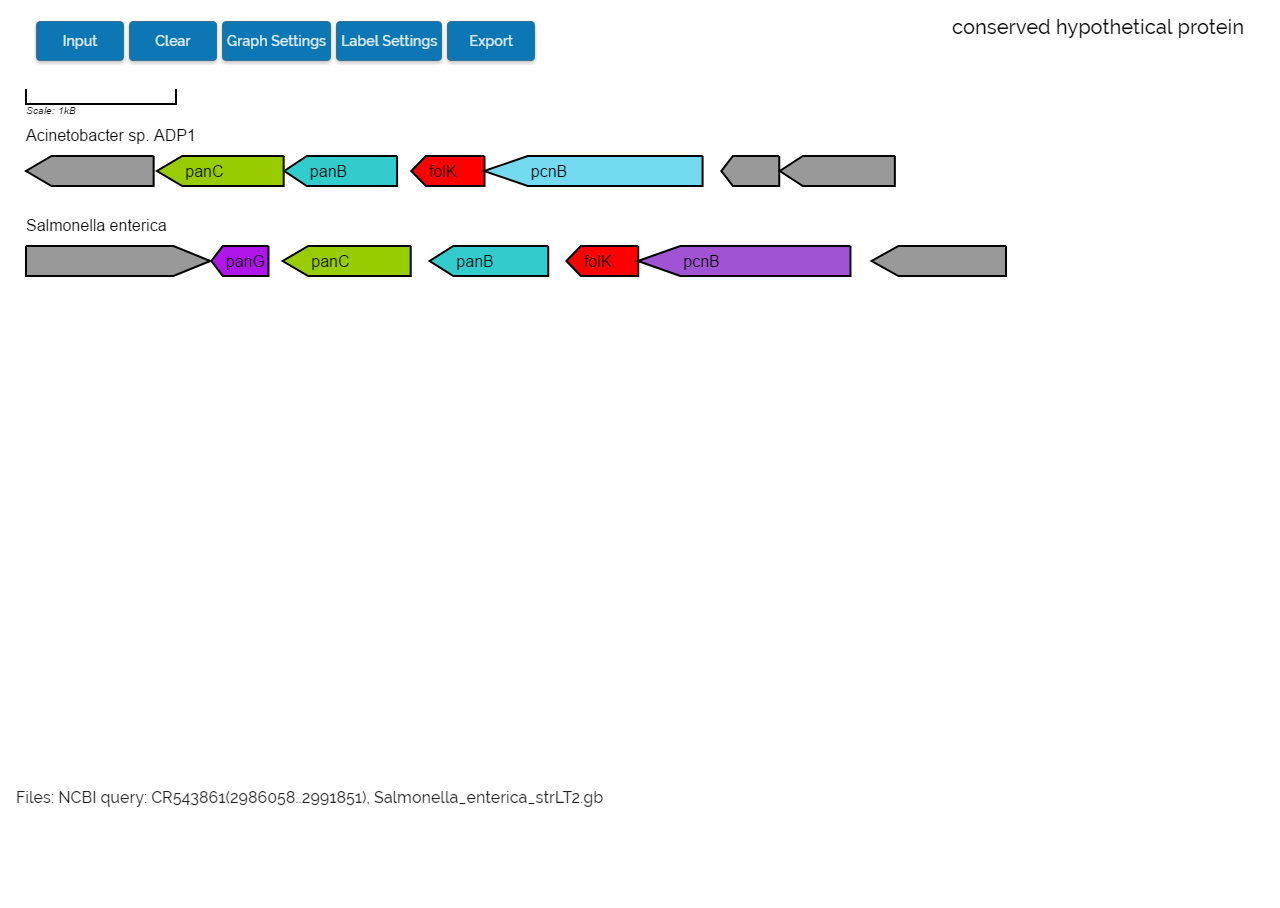 Input Clear Graph Settings Label Settings Export
conserved hypothetical protein
Scale: 1kB
Acinetobacter sp. ADP1
panC panB folK pcnB
Salmonella enterica
panG panC panB folK pcnB
Files: NCBI query: CR543861(2986058..2991851), Salmonella_enterica_strLT2.gb